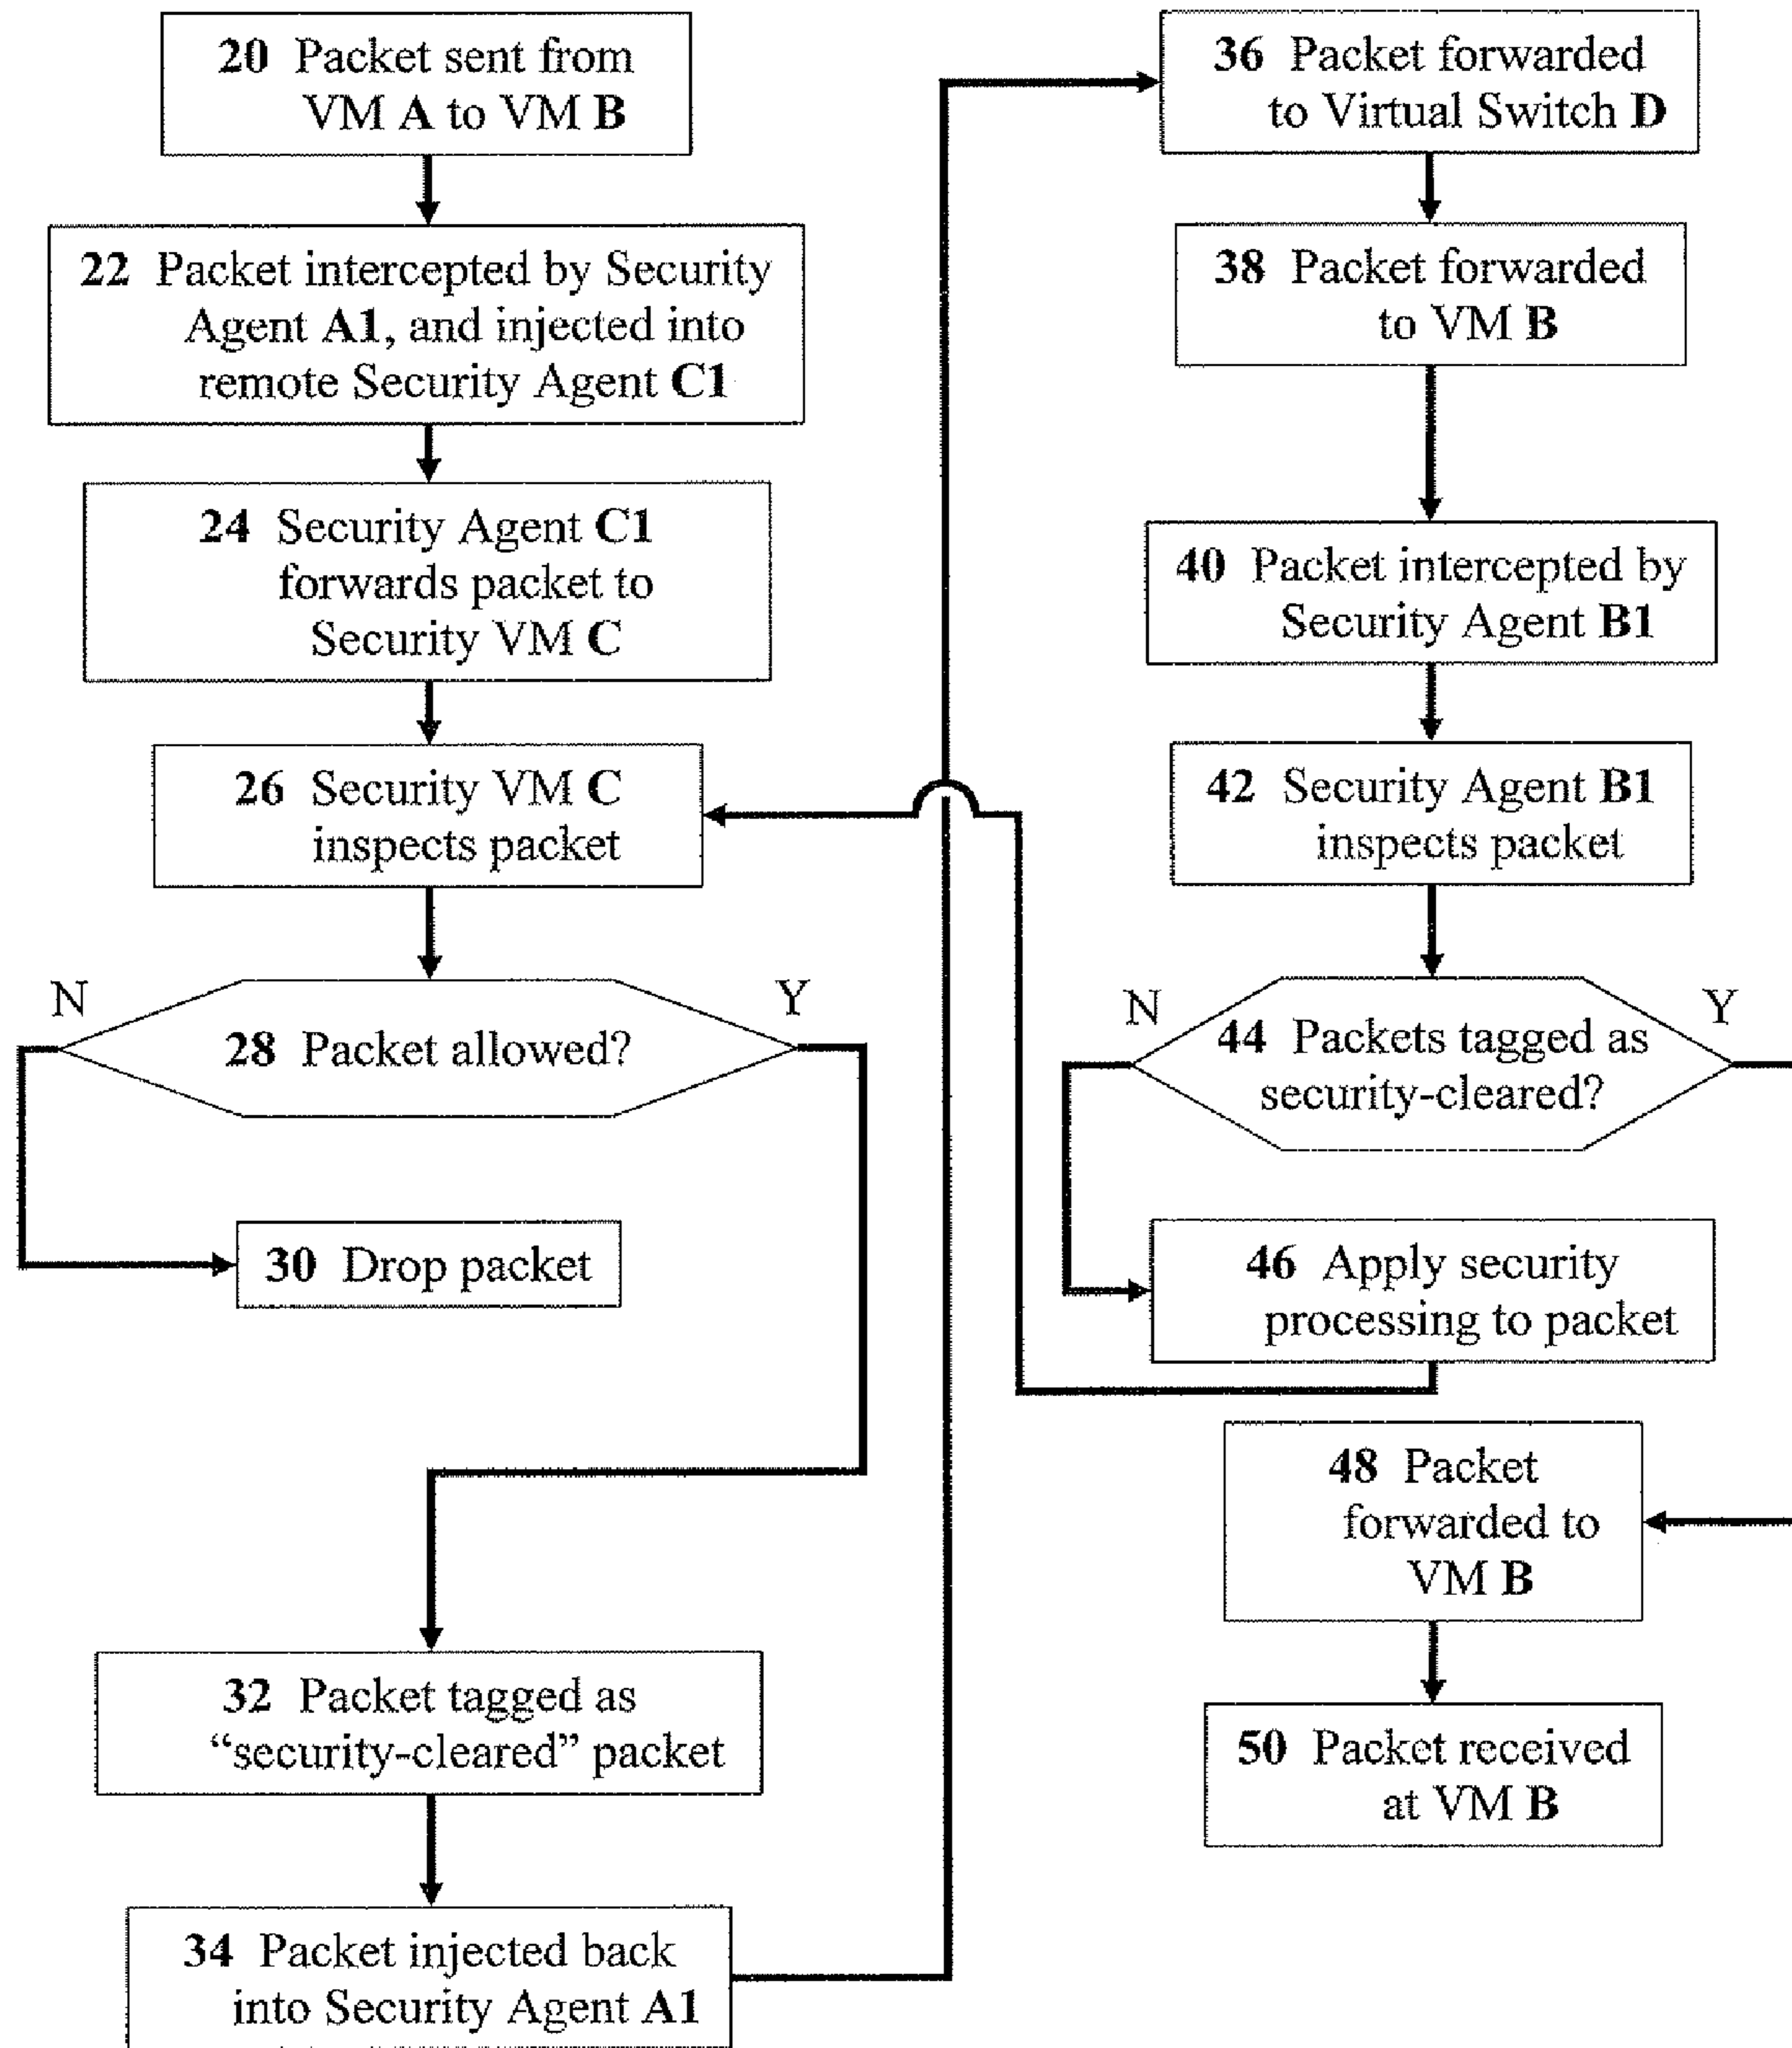 20 Packet sent from
VM A to VM B
22 Packet intercepted by Security
Agent A1, and injected into
remote Security Agent C1
24 Security Agent C1
forwards packet to
Security VM C
26 Security VM C
inspects packet
N
Y
28 Packet allowed?
30 Drop packet
32 Packet tagged as
“security-cleared” packet
34 Packet injected back
into Security Agent A1
36 Packet forwarded
to Virtual Switch D
38 Packet forwarded
to VM B
40 Packet intercepted by
Security Agent B1
42 Security Agent B1
inspects packet
N
Y
44 Packets tagged as
security-cleared?
46 Apply security
processing to packet
48 Packet
forwarded to
VM B
50 Packet received
at VM B